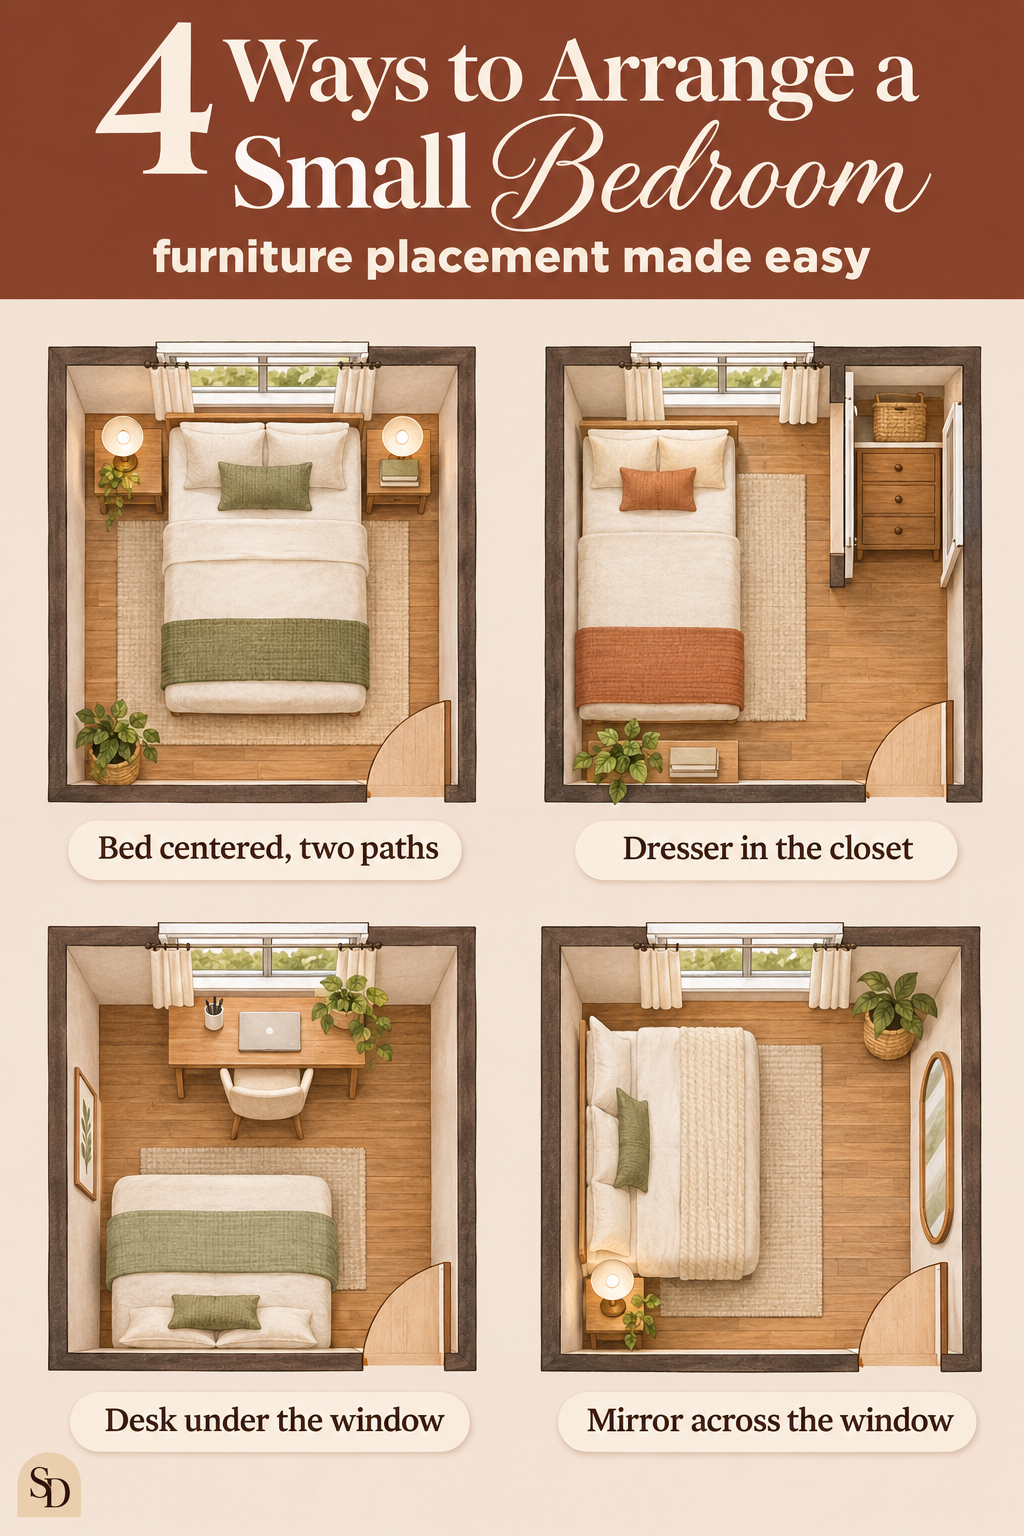 4 Ways to Arrange a
Small Bedroom
furniture placement made easy
Bed centered, two paths
Dresser in the closet
Desk under the window
Mirror across the window
SD